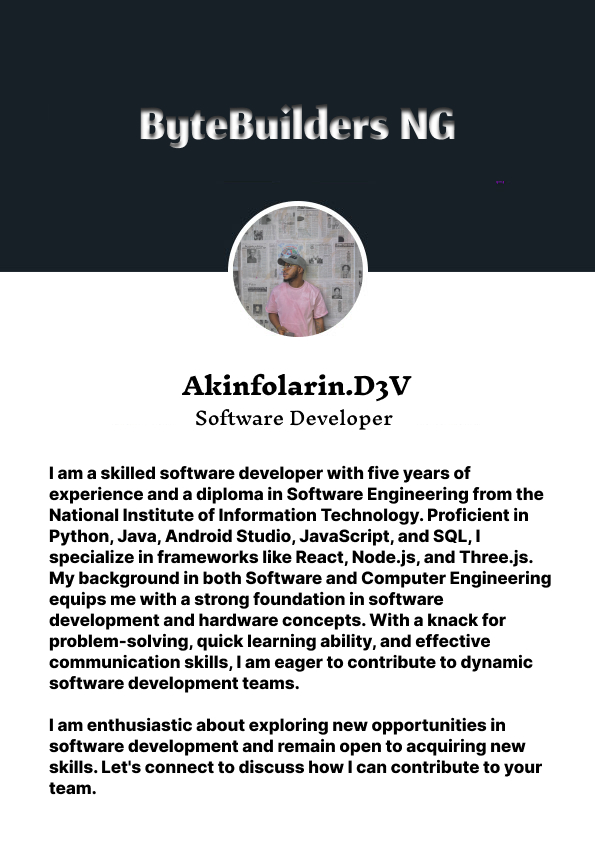 ByteBuilders NG
Akinfolarin.D3V
Software Developer
I am a skilled software developer with five years of
experience and a diploma in Software Engineering from the
National Institute of Information Technology. Proficient in
Python, Java, Android Studio, JavaScript, and SQL, I
specialize in frameworks like React, Node.js, and Three.js.
My background in both Software and Computer Engineering
equips me with a strong foundation in software
development and hardware concepts. With a knack for
problem-solving, quick learning ability, and effective
communication skills, I am eager to contribute to dynamic
software development teams.
I am enthusiastic about exploring new opportunities in
software development and remain open to acquiring new
skills. Let's connect to discuss how I can contribute to your
team.